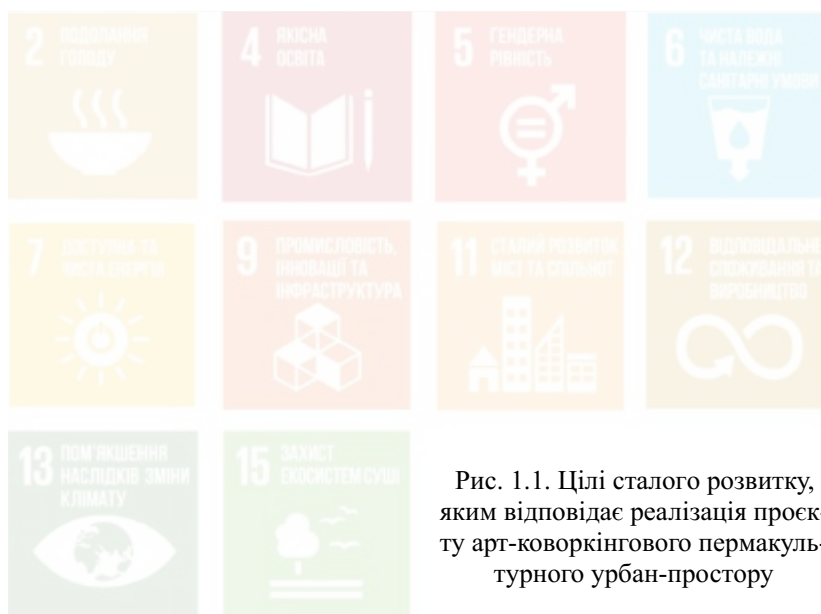 2 ПОДОЛАННЯ
ГОЛОДУ
4 ЯКІСНА
ОСВІТА
5 ГЕНДЕРНА
РІВНІСТЬ
6 ЧИСТА ВОДА
ТА НАЛЕЖНІ
САНІТАРНІ УМОВИ
7 ДОСТУПНА ТА
ЧИСТА ЕНЕРГІЯ
9 ПРОМИСЛОВІСТЬ,
ІННОВАЦІЇ ТА
ІНФРАСТРУКТУРА
11 СТАЛИЙ РОЗВИТОК
МІСТ ТА СПІЛЬНОТ
12 ВІДПОВІДАЛЬНЕ
СПОЖИВАННЯ ТА
ВИРОБНИЦТВО
13 ПОМ'ЯКШЕННЯ
НАСЛІДКІВ ЗМІНИ
КЛІМАТУ
15 ЗАХИСТ
ЕКОСИСТЕМ СУШІ
Рис. 1.1. Цілі сталого розвитку,
яким відповідає реалізація проєк-
ту арт-коворкінгового пермакуль-
турного урбан-простору